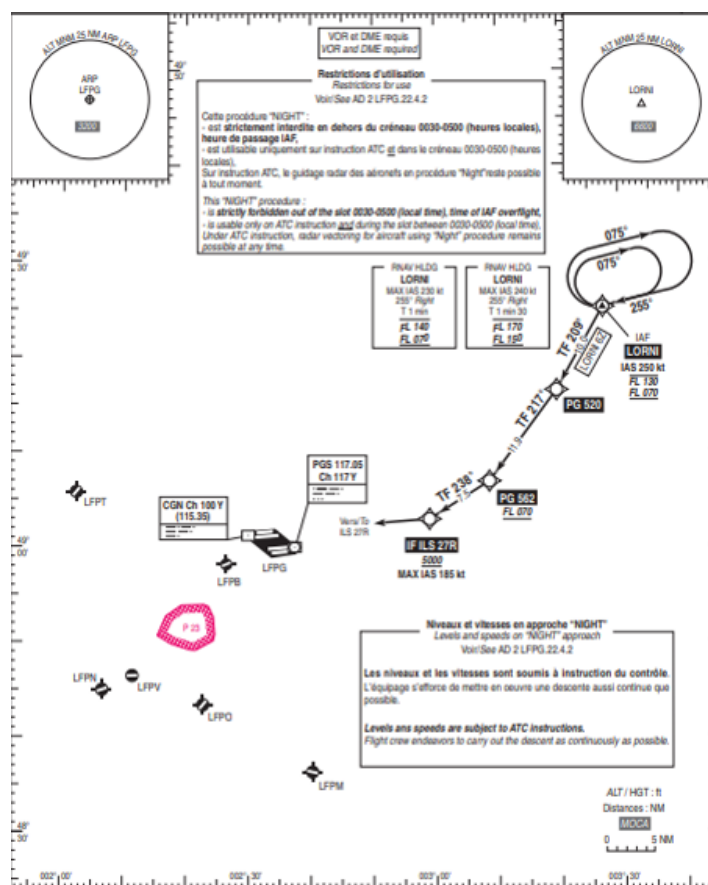 ALT MNM 25 NM ARP LFPG
ARP
LFPG
3200
49
50'
VOR et DME requis
VOR and DME required
Restrictions d'utilisation
Restrictions for use
Voir/See AD 2 LFPG.22.4.2
Cette procédure "NIGHT" :
- est strictement interdite en dehors du créneau 0030-0500 (heures locales),
heure de passage IAF,
- est utilisable uniquement sur instruction ATC et dans le créneau 0030-0500 (heures
locales),
Sur instruction ATC, le guidage radar des aéronefs en procédure "Night"reste possible
à tout moment.
This "NIGHT" procedure :
- is strictly forbidden out of the slot 0030-0500 (local time), time of IAF overflight,
- is usable only on ATC instruction and during the slot between 0030-0500 (local time),
Under ATC instruction, radar vectoring for aircraft using "Night" procedure remains
possible at any time.
ALT MNM 25 NM LORNI
LORNI
6600
49
30'
RNAV HLDG
LORNI
MAX IAS 230 kt
255° Right
T 1 min
FL 140
FL 070
RNAV HLDG
LORNI
MAX IAS 240 kt
255° Right
T 1 min 30
FL 170
FL 150
075°
075°
255°
IAF
LORNI
IAS 250 kt
FL 130
FL 070
TF 209°
10.0
LORNI 6Z
PG 520
TF 217°
11.9
PG 562
FL 070
TF 238°
7.5
IF ILS 27R
5000
MAX IAS 185 kt
Vers/To
ILS 27R
PGS 117.05
Ch 117 Y
CGN Ch 100 Y
(115.35)
LFPT
49
00'
LFPG
LFPB
P 23
LFPN
LFPV
LFPO
LFPM
Niveaux et vitesses en approche "NIGHT"
Levels and speeds on "NIGHT" approach
Voir/See AD 2 LFPG.22.4.2
Les niveaux et les vitesses sont soumis à instruction du contrôle.
L'équipage s'efforce de mettre en oeuvre une descente aussi continue que
possible.
Levels ans speeds are subject to ATC instructions.
Flight crew endeavors to carry out the descent as continuously as possible.
ALT / HGT : ft
Distances : NM
MOCA
0 5 NM
48
30'
002° 00' 002° 30' 003° 00' 003° 30'